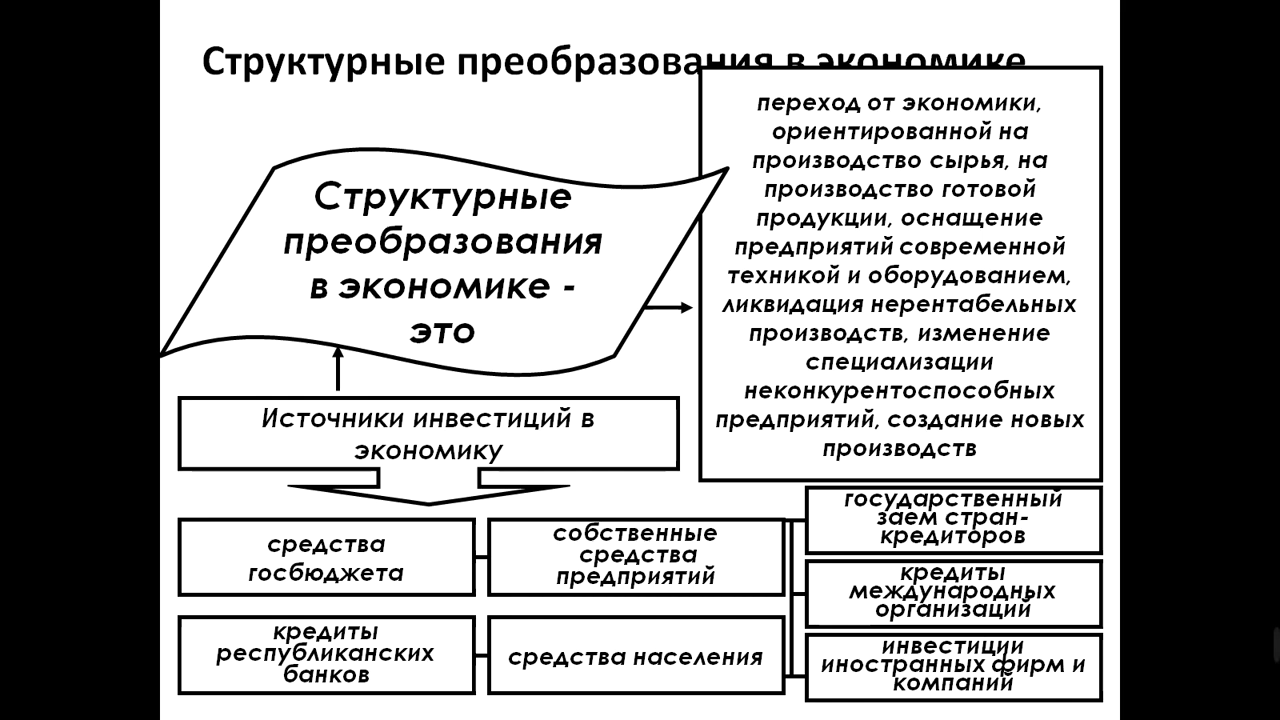 Структурные преобразования в экономике
Структурные
преобразования
в экономике -
это
переход от экономики,
ориентированной на
производство сырья, на
производство готовой
продукции, оснащение
предприятий современной
техникой и оборудованием,
ликвидация нерентабельных
производств, изменение
специализации
неконкурентоспособных
предприятий, создание новых
производств
Источники инвестиций в
экономику
средства
госбюджета
собственные
средства
предприятий
государственный
заем стран-
кредиторов
кредиты
международных
организаций
кредиты
республиканских
банков
средства населения
инвестиции
иностранных фирм и
компаний